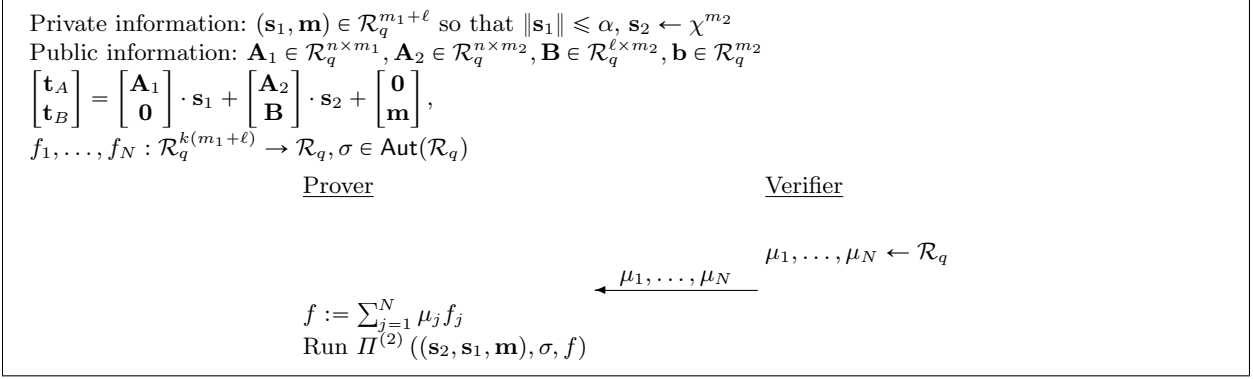 Private information: (s₁, m) ∈ 𝓡_q^{m₁+ℓ} so that ‖s₁‖ ⩽ α, s₂ ← χ^{m₂}
Public information: A₁ ∈ 𝓡_q^{n×m₁}, A₂ ∈ 𝓡_q^{n×m₂}, B ∈ 𝓡_q^{ℓ×m₂}, b ∈ 𝓡_q^{m₂}
[t_A; t_B] = [A₁; 0] · s₁ + [A₂; B] · s₂ + [0; m],
f₁, …, f_N : 𝓡_q^{k(m₁+ℓ)} → 𝓡_q, σ ∈ Aut(𝓡_q)
Prover Verifier
μ₁, …, μ_N ← 𝓡_q
μ₁, …, μ_N
f := ∑_{j=1}^N μ_j f_j
Run Π^{(2)} ((s₂, s₁, m), σ, f)